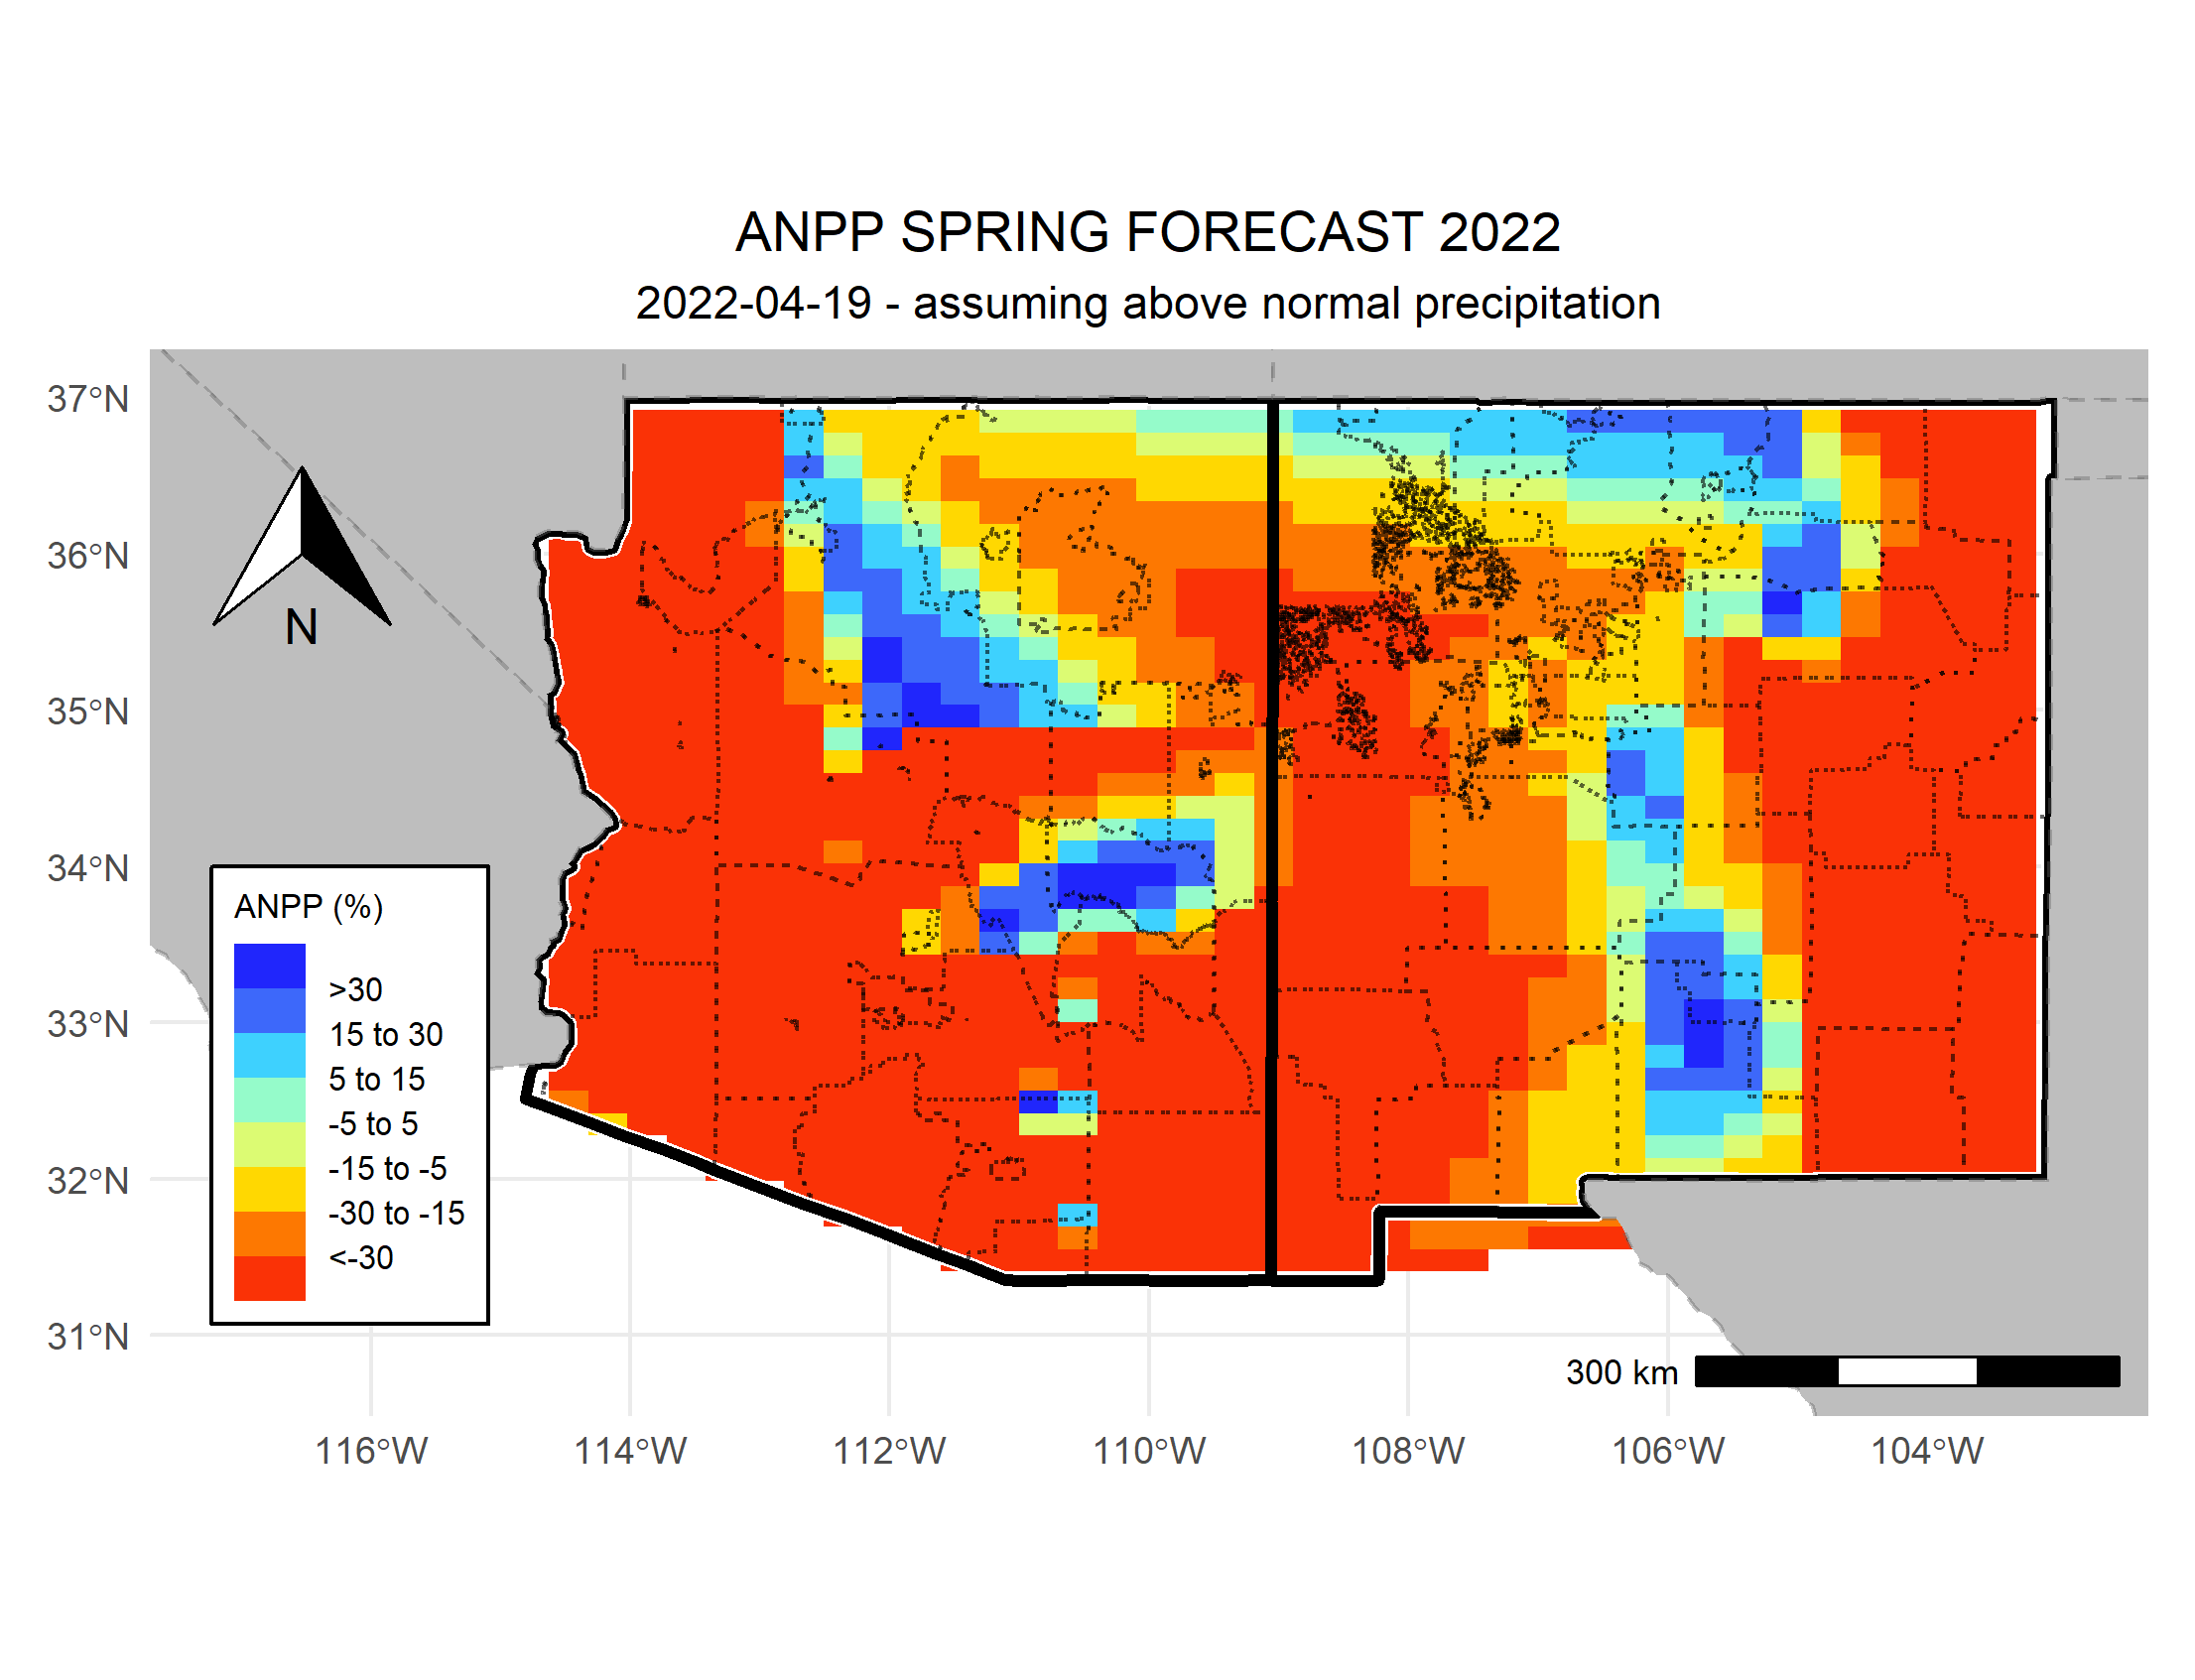 ANPP SPRING FORECAST 2022
2022-04-19 - assuming above normal precipitation
37°N
36°N
35°N
34°N
33°N
32°N
31°N
N
ANPP (%)
>30
15 to 30
5 to 15
-5 to 5
-15 to -5
-30 to -15
<-30
300 km
116°W 114°W 112°W 110°W 108°W 106°W 104°W